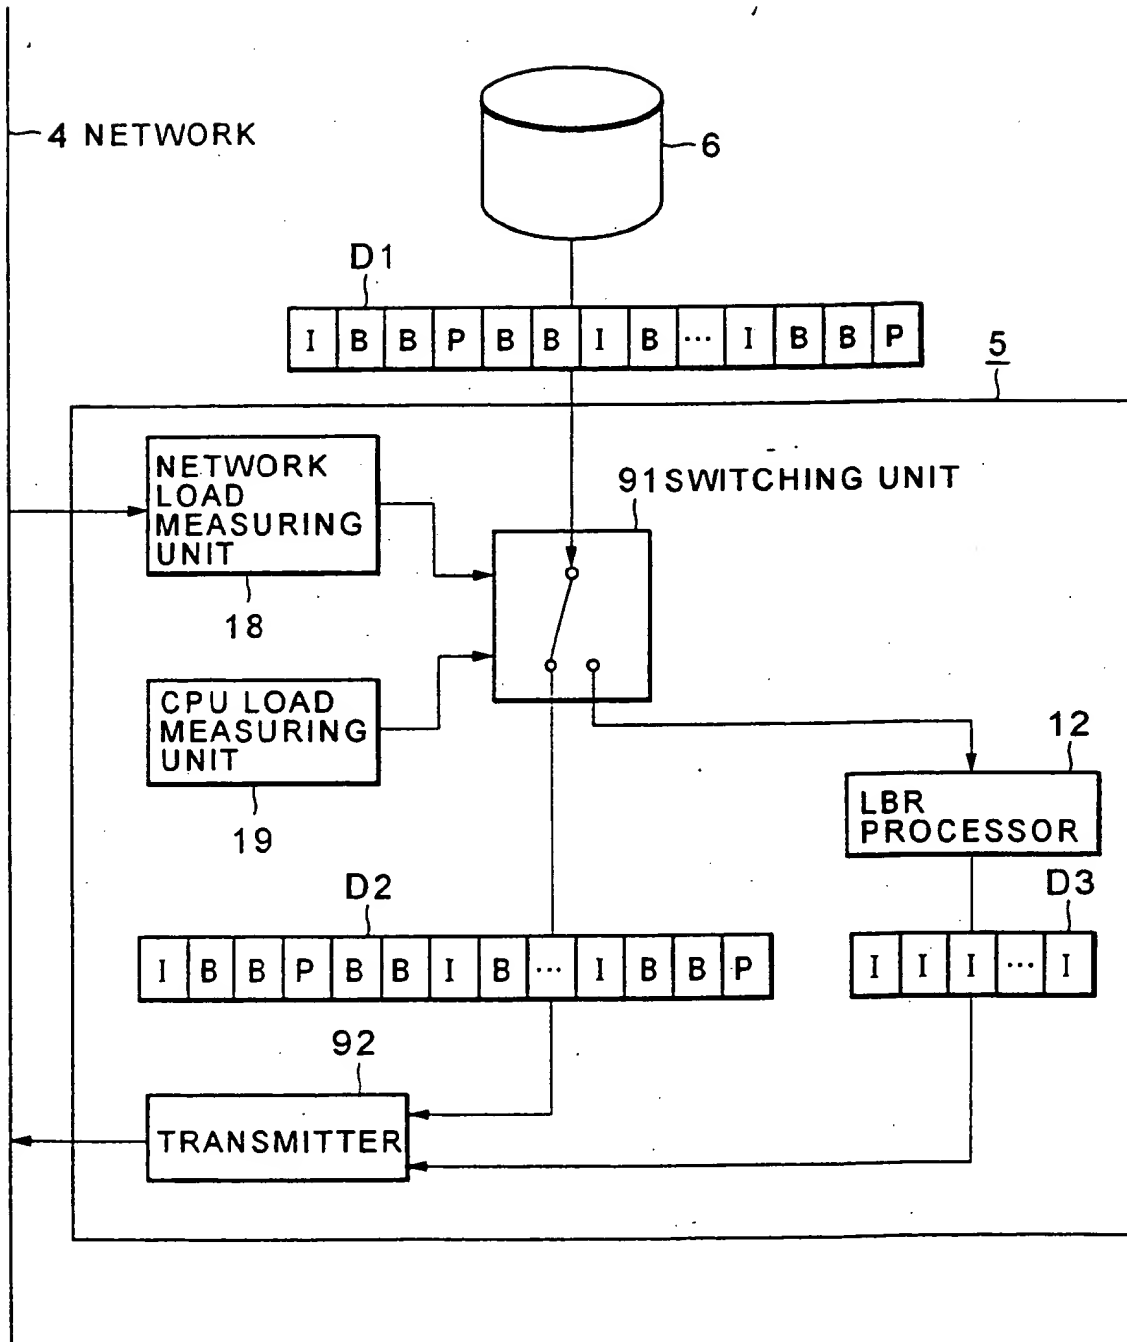 4 NETWORK
6
D1
I B B P B B I B ... I B B P
5
NETWORK
LOAD
MEASURING
UNIT
18
91 SWITCHING UNIT
CPU LOAD
MEASURING
UNIT
19
12
LBR
PROCESSOR
D2
I B B P B B I B ... I B B P
D3
I I I ... I
92
TRANSMITTER